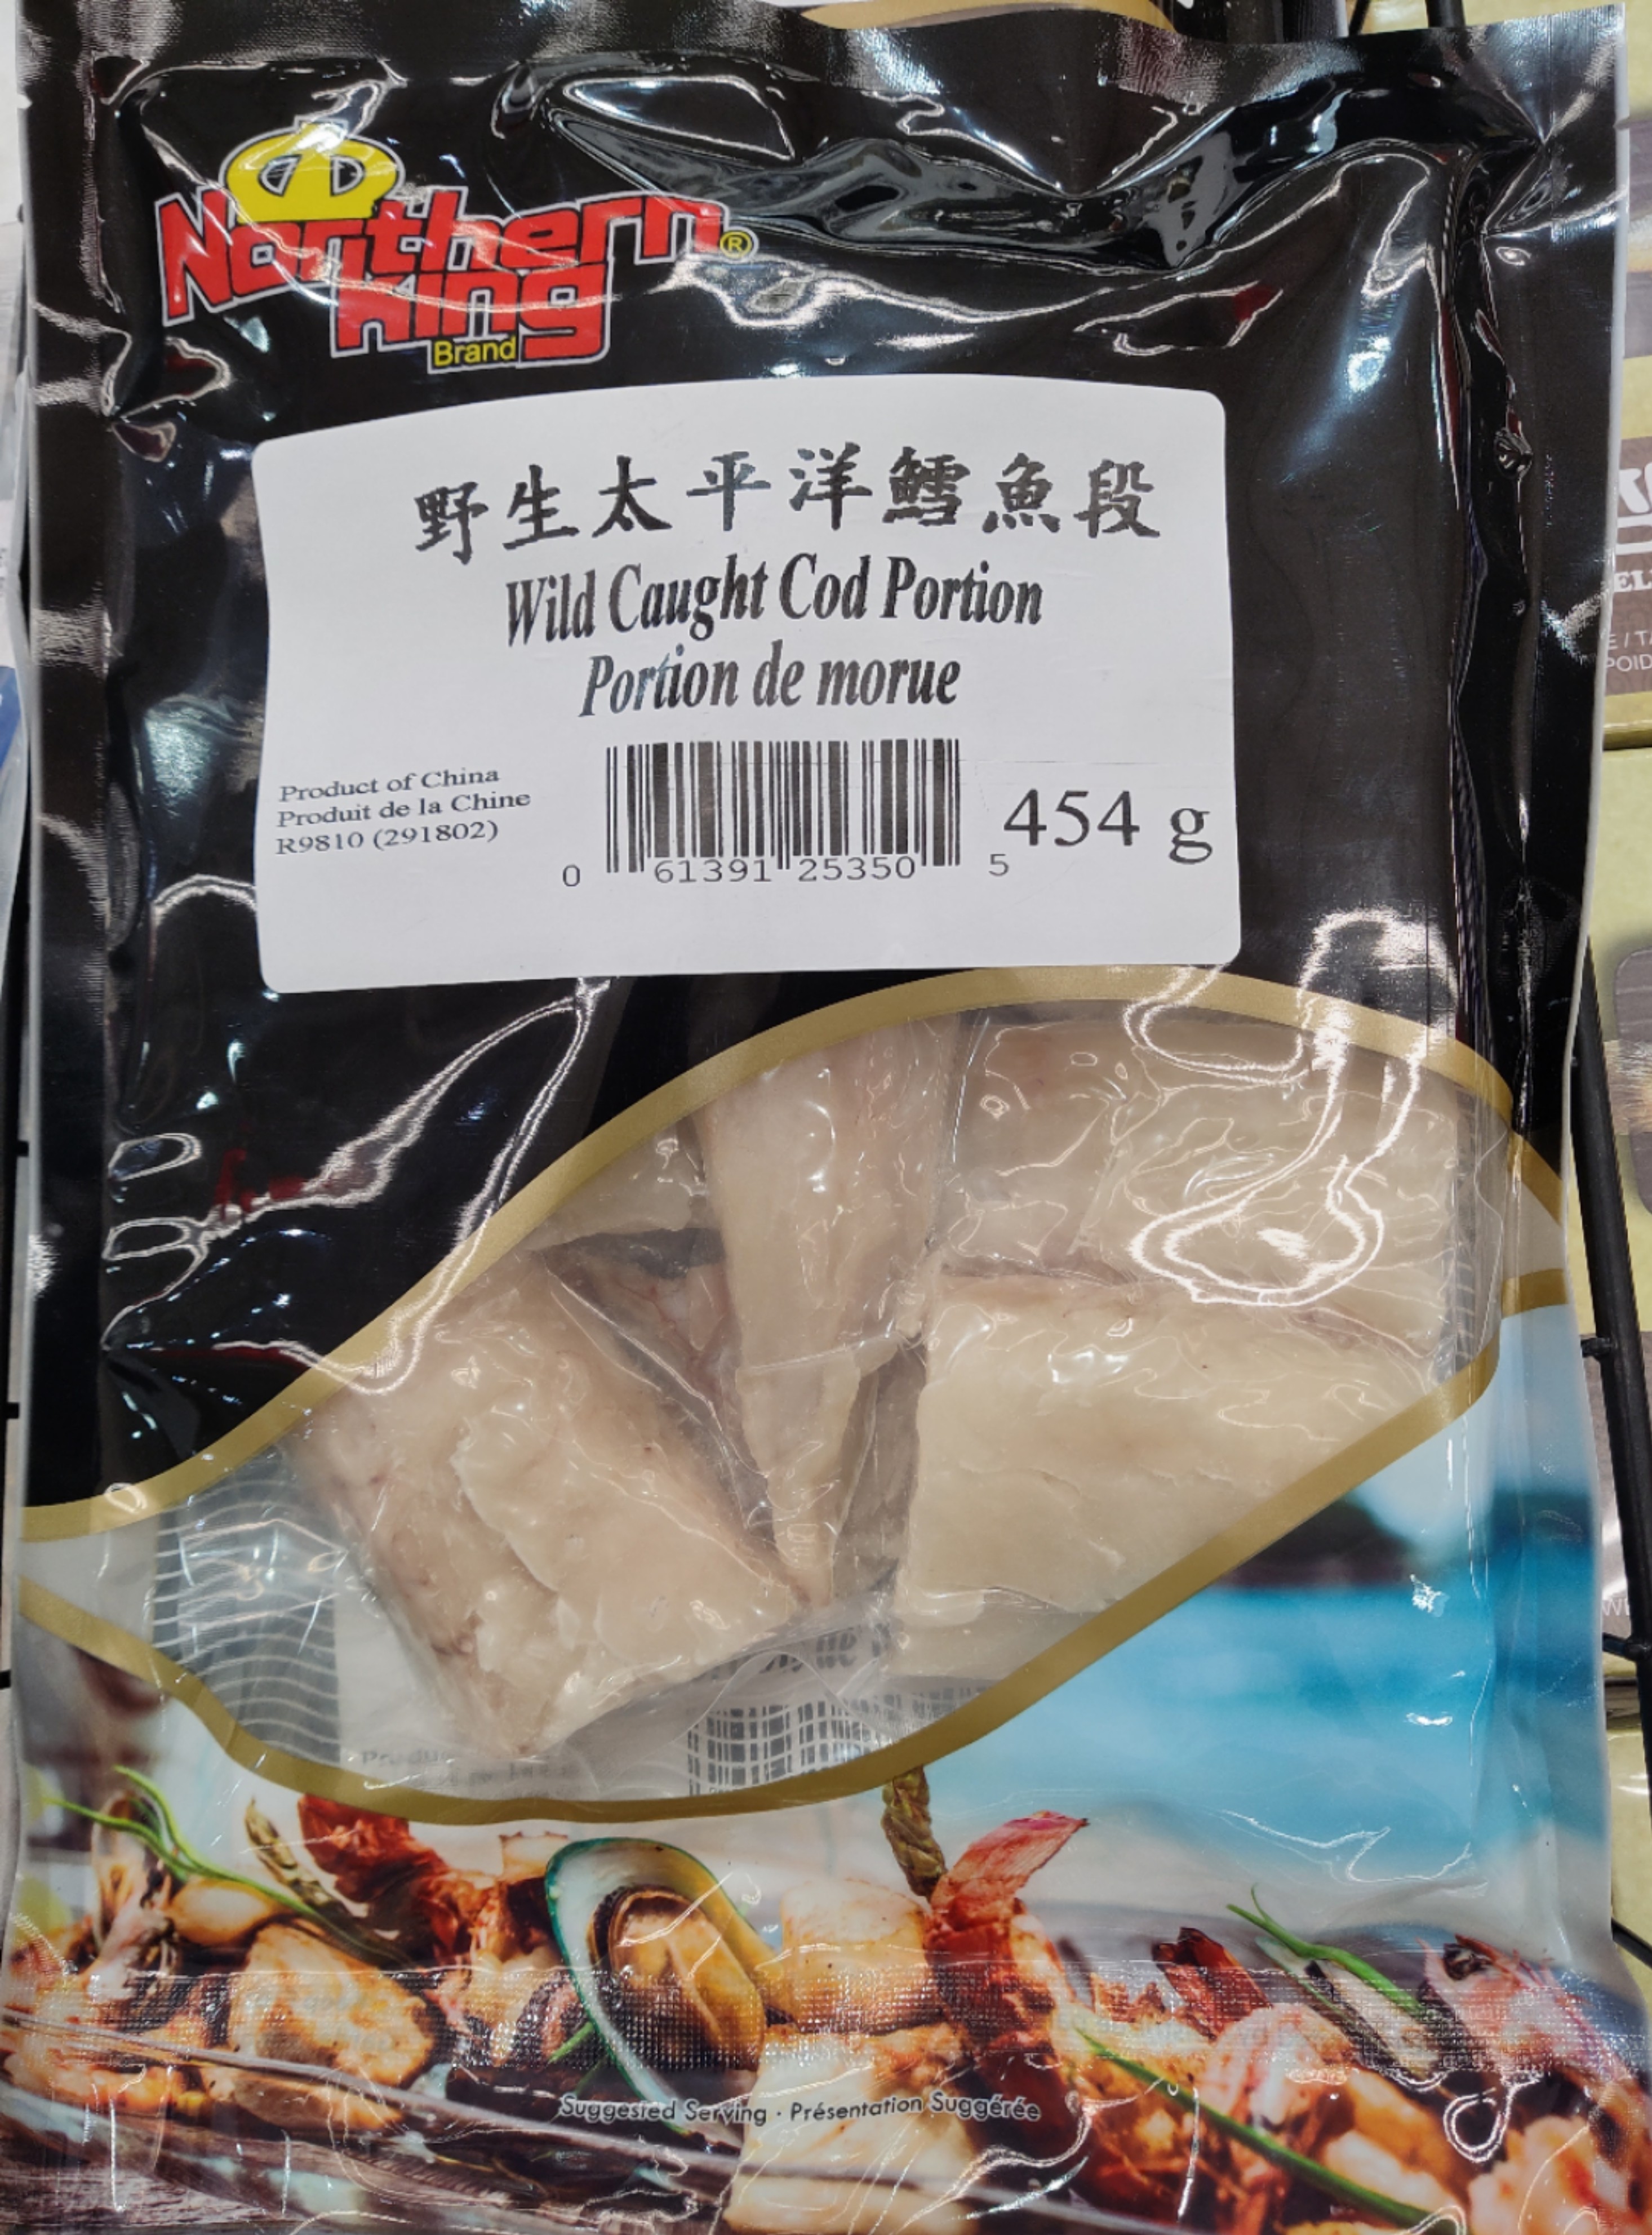 Northern
King
®
Brand
野生太平洋鱈魚段
Wild Caught Cod Portion
Portion de morue
Product of China
Produit de la Chine
R9810 (291802)
0 61391 25350 5
454 g
Suggested Serving · Présentation Suggérée